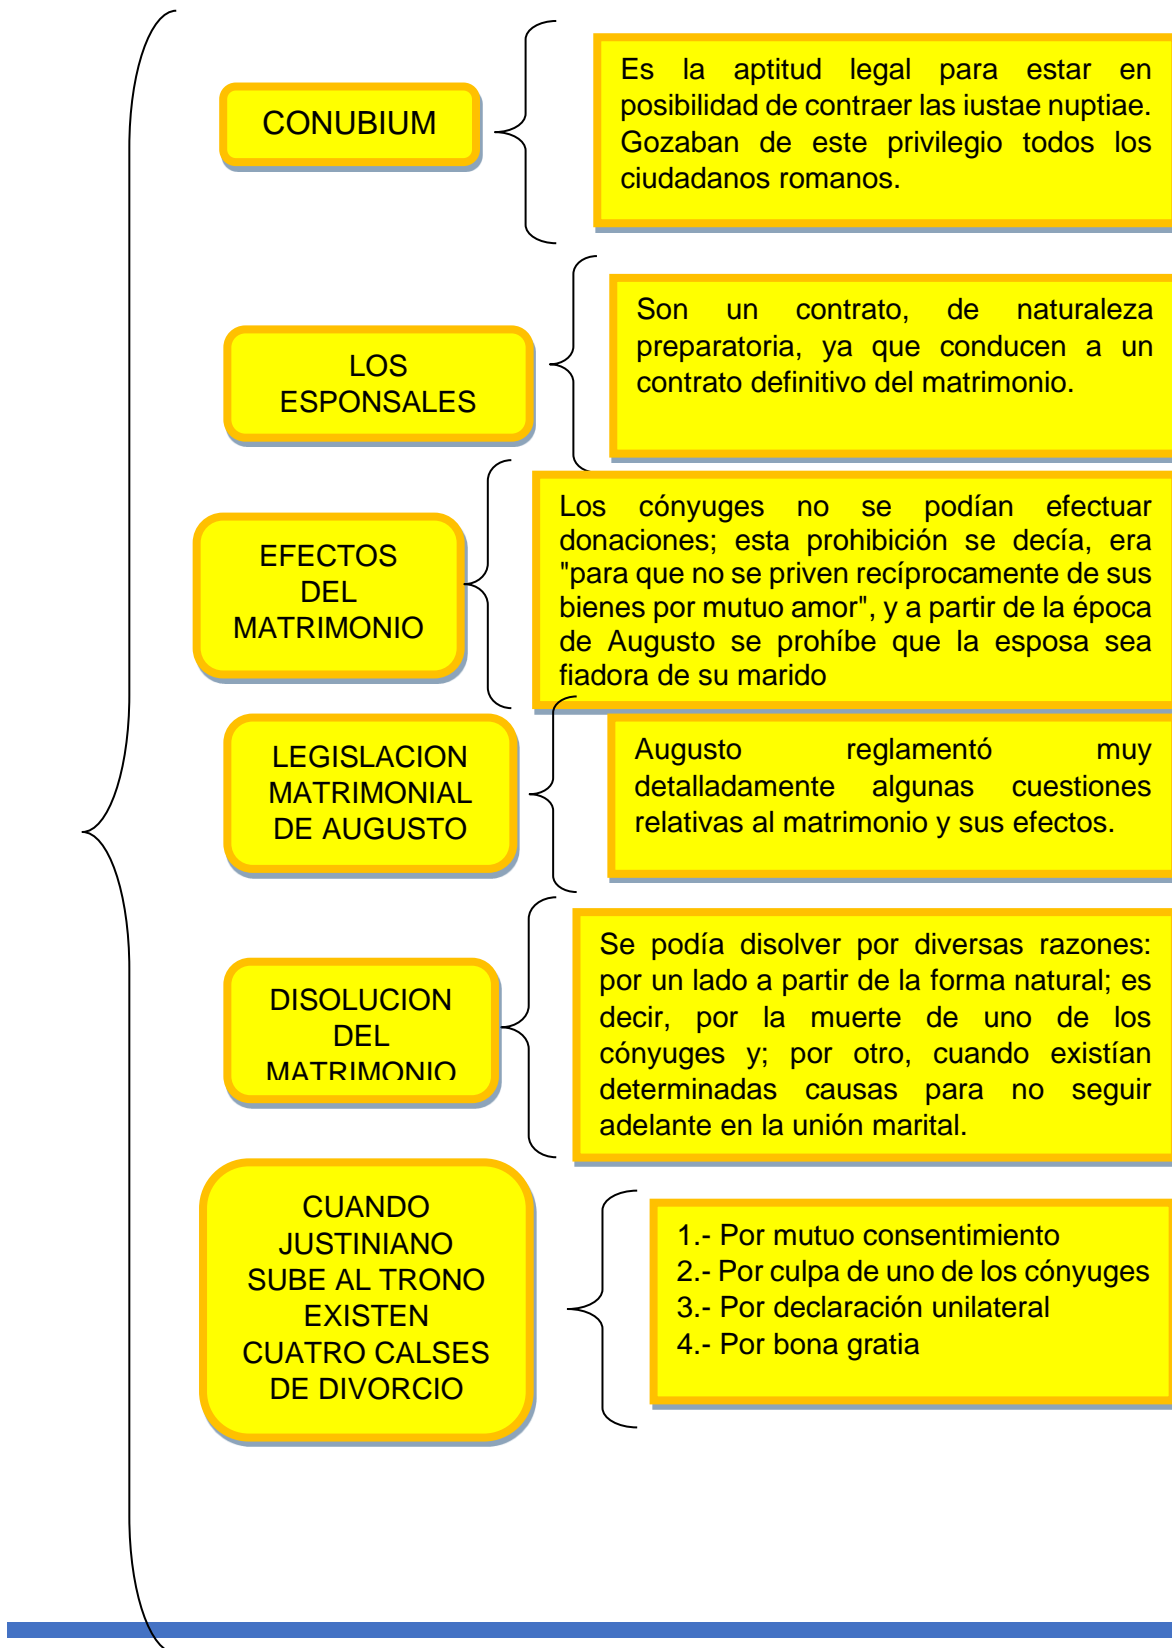 CONUBIUM
Es la aptitud legal para estar en
posibilidad de contraer las iustae nuptiae.
Gozaban de este privilegio todos los
ciudadanos romanos.
LOS
ESPONSALES
Son un contrato, de naturaleza
preparatoria, ya que conducen a un
contrato definitivo del matrimonio.
EFECTOS
DEL
MATRIMONIO
Los cónyuges no se podían efectuar
donaciones; esta prohibición se decía, era
"para que no se priven recíprocamente de sus
bienes por mutuo amor", y a partir de la época
de Augusto se prohíbe que la esposa sea
fiadora de su marido
LEGISLACION
MATRIMONIAL
DE AUGUSTO
Augusto reglamentó muy
detalladamente algunas cuestiones
relativas al matrimonio y sus efectos.
DISOLUCION
DEL
MATRIMONIO
Se podía disolver por diversas razones:
por un lado a partir de la forma natural; es
decir, por la muerte de uno de los
cónyuges y; por otro, cuando existían
determinadas causas para no seguir
adelante en la unión marital.
CUANDO
JUSTINIANO
SUBE AL TRONO
EXISTEN
CUATRO CALSES
DE DIVORCIO
1.- Por mutuo consentimiento
2.- Por culpa de uno de los cónyuges
3.- Por declaración unilateral
4.- Por bona gratia